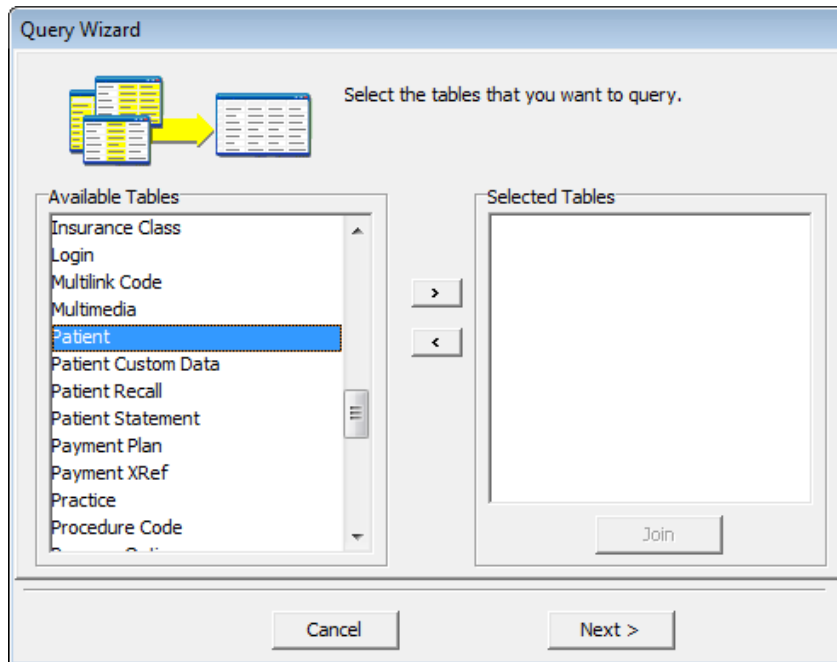 Query Wizard
Select the tables that you want to query.
Available Tables
Insurance Class
Login
Multilink Code
Multimedia
Patient
Patient Custom Data
Patient Recall
Patient Statement
Payment Plan
Payment XRef
Practice
Procedure Code
>
<
Selected Tables
Join
Cancel
Next >